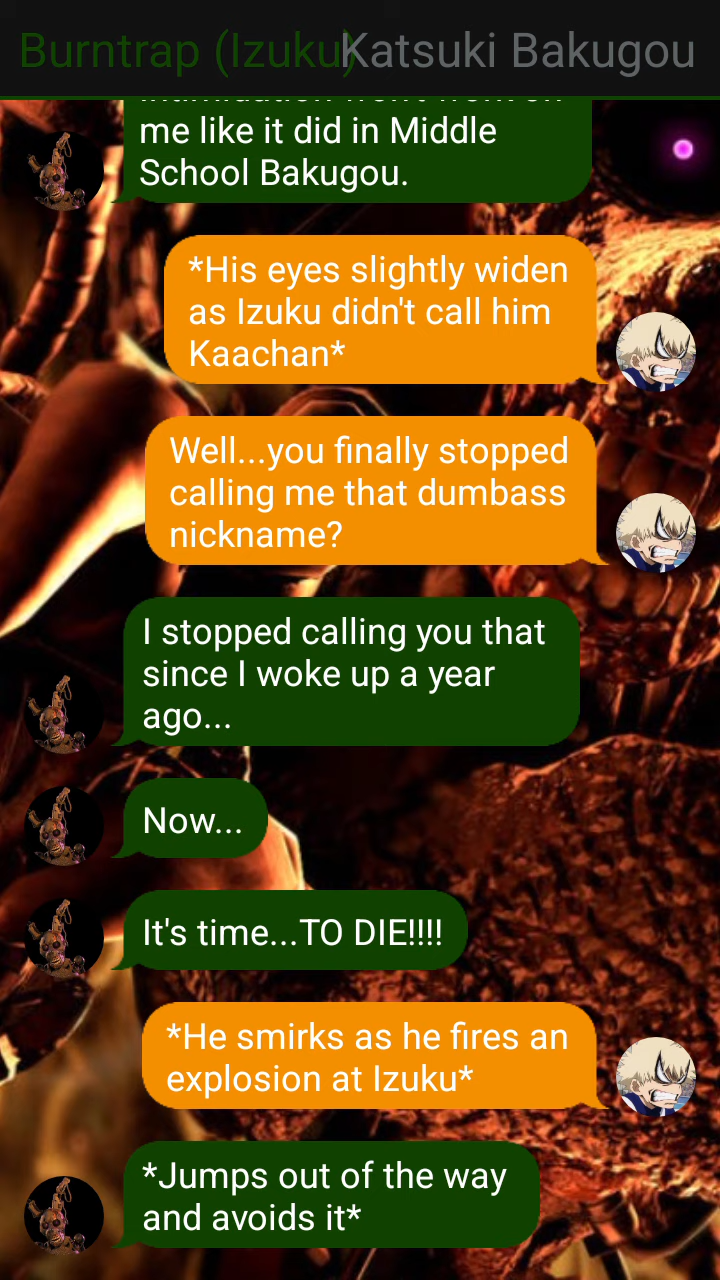 Burntrap (Izuku) Katsuki Bakugou
me like it did in Middle
School Bakugou.
*His eyes slightly widen
as Izuku didn't call him
Kaachan*
Well...you finally stopped
calling me that dumbass
nickname?
I stopped calling you that
since I woke up a year
ago...
Now...
It's time...TO DIE!!!!
*He smirks as he fires an
explosion at Izuku*
*Jumps out of the way
and avoids it*